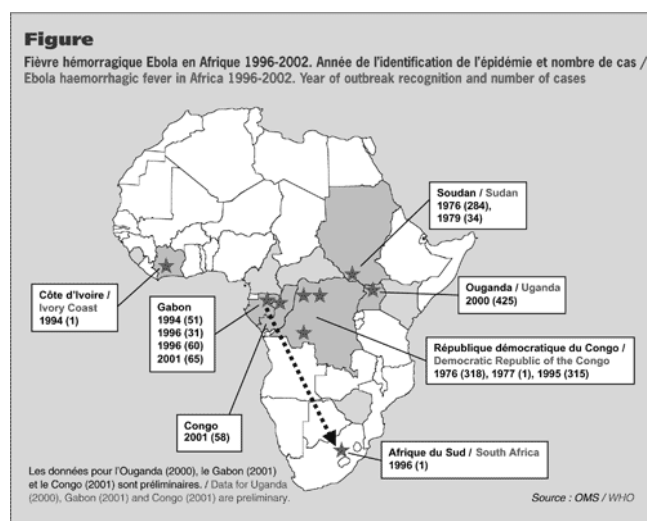 Figure
Fièvre hémorragique Ebola en Afrique 1996-2002. Année de l'identification de l'épidémie et nombre de cas /
Ebola haemorrhagic fever in Africa 1996-2002. Year of outbreak recognition and number of cases
Soudan / Sudan
1976 (284),
1979 (34)
Côte d'Ivoire /
Ivory Coast
1994 (1)
Gabon
1994 (51)
1996 (31)
1996 (60)
2001 (65)
Ouganda / Uganda
2000 (425)
République démocratique du Congo /
Democratic Republic of the Congo
1976 (318), 1977 (1), 1995 (315)
Congo
2001 (58)
Afrique du Sud / South Africa
1996 (1)
Les données pour l'Ouganda (2000), le Gabon (2001)
et le Congo (2001) sont préliminaires. / Data for Uganda
(2000), Gabon (2001) and Congo (2001) are preliminary.
Source : OMS / WHO